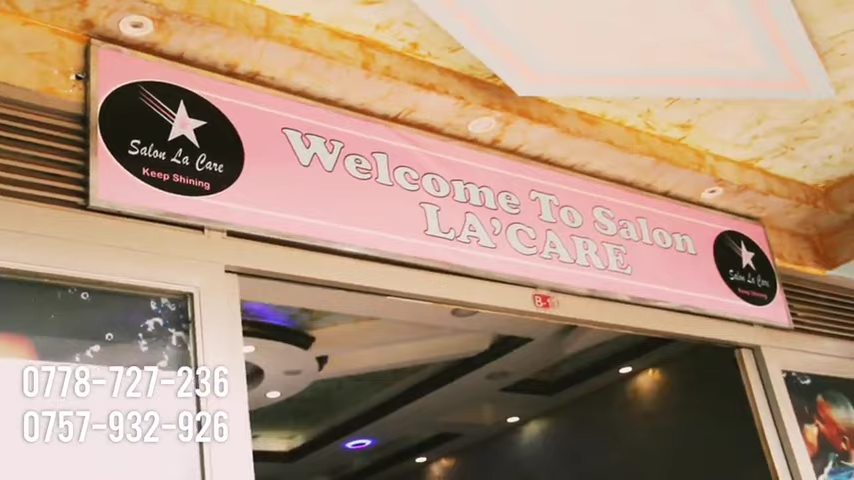 Salon La Care
Keep Shining
Welcome To Salon
LA'CARE
Salon La Care
Keep Shining
0778-727-236
0757-932-926